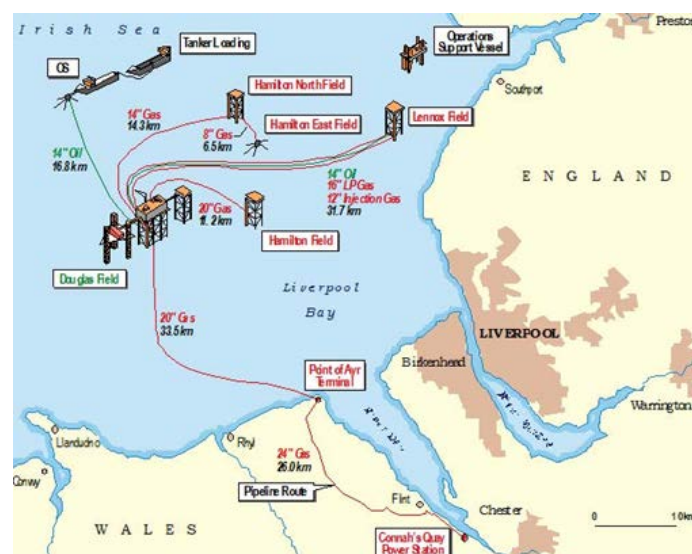 Irish Sea
Tanker Loading
OS
Operations
Support Vessel
Preston
Southport
Hamilton North Field
14" Gas
14.3 km
8" Gas
6.5 km
Hamilton East Field
Lennox Field
14" Oil
16.8 km
14" Oil
16" LP Gas
12" Injection Gas
31.7 km
ENGLAND
20" Gas
11.2 km
Hamilton Field
Douglas Field
Liverpool
Bay
20" Gas
33.5 km
LIVERPOOL
Birkenhead
Point of Ayr
Terminal
Warrington
Llandudno
Rhyl
24" Gas
26.0 km
Conwy
Pipeline Route
Flint
Chester
WALES
Connah's Quay
Power Station
0
10km